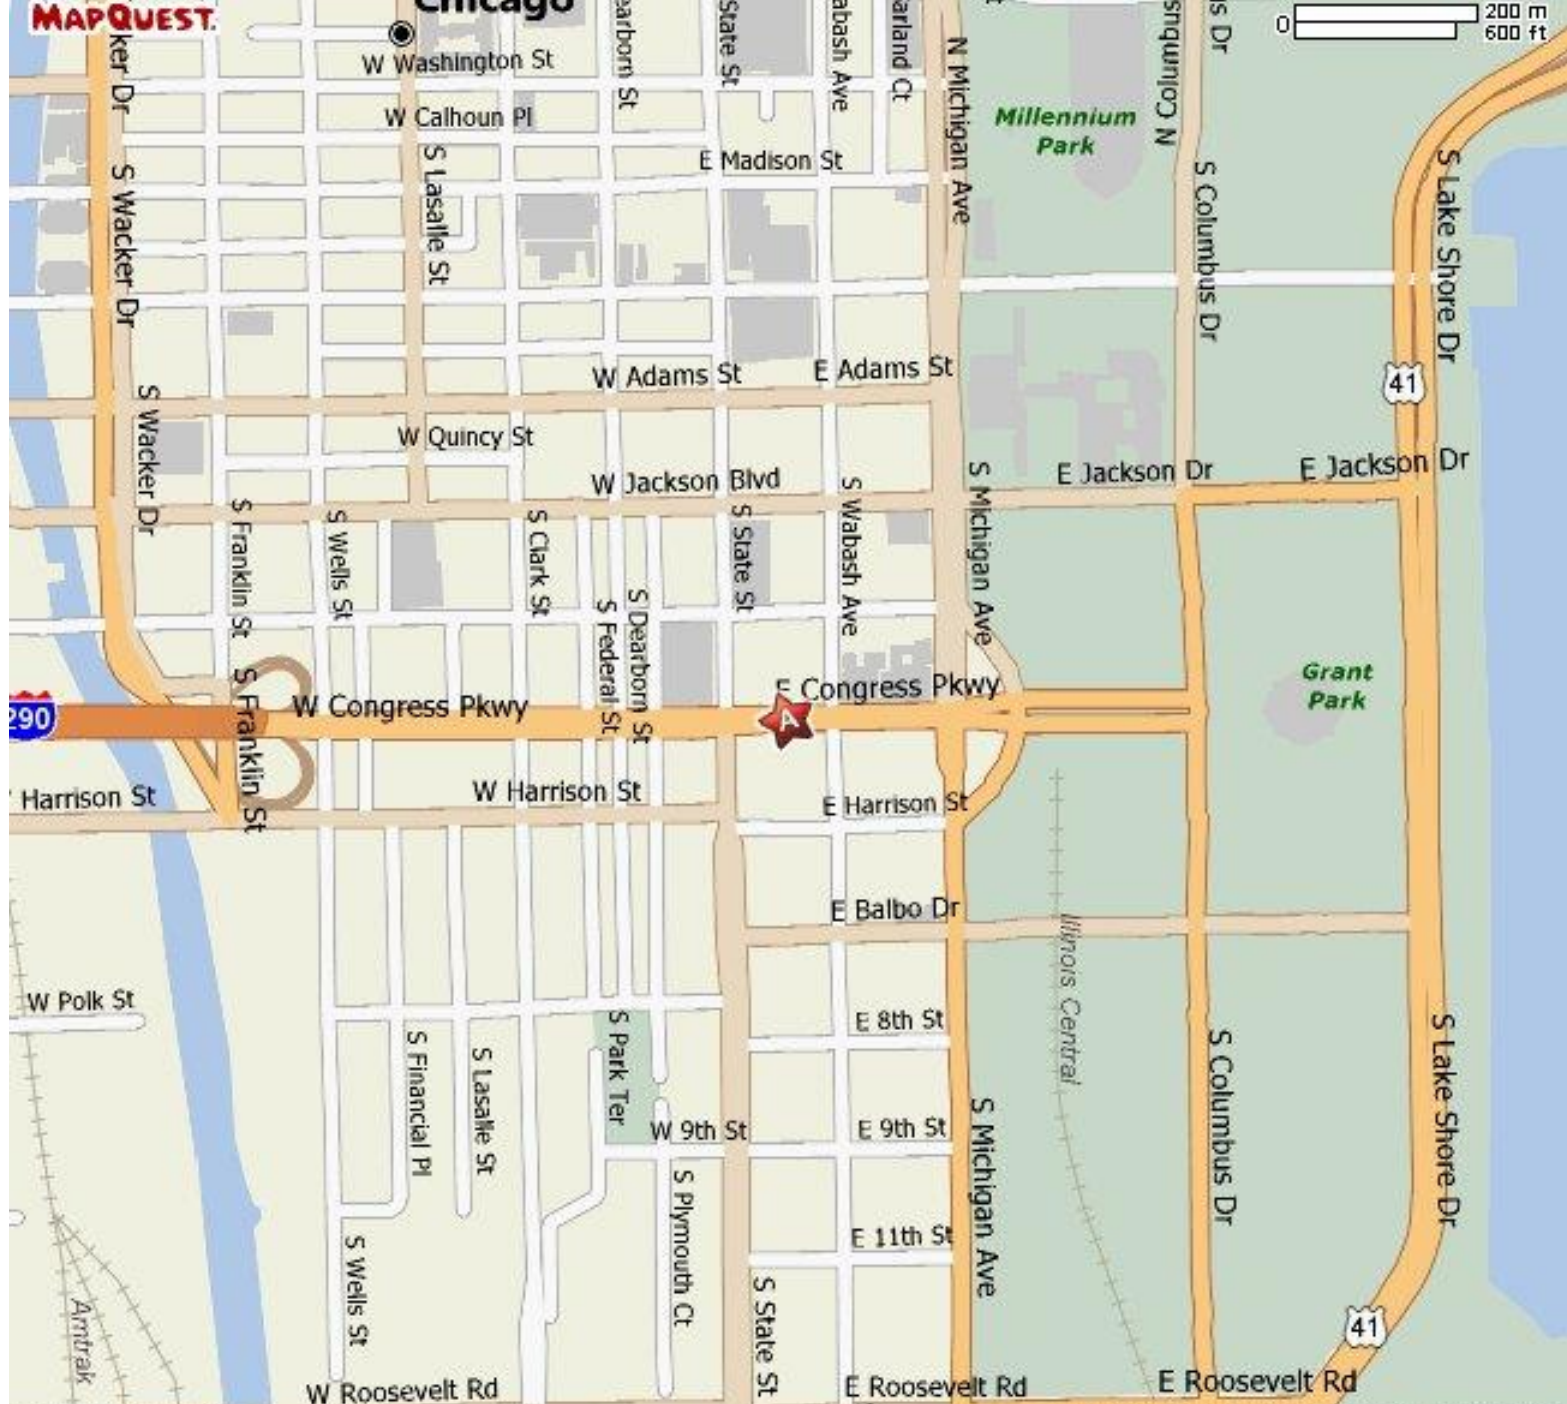 MAPQUEST.
Chicago
0
200 m
600 ft
W Washington St
W Calhoun Pl
E Madison St
Millennium
Park
N Michigan Ave
N Columbus
S Columbus Dr
S Lake Shore Dr
S Wacker Dr
S Lasalle St
State St
W Adams St
E Adams St
41
S Wacker Dr
W Quincy St
W Jackson Blvd
E Jackson Dr
E Jackson Dr
S Franklin St
S Wells St
S Clark St
S State St
S Wabash Ave
S Michigan Ave
S Federal St
S Dearborn St
Grant
Park
290
S Franklin St
W Congress Pkwy
A
E Congress Pkwy
Harrison St
W Harrison St
E Harrison St
E Balbo Dr
Illinois Central
W Polk St
S Financial Pl
S Lasalle St
S Park Ter
E 8th St
W 9th St
E 9th St
S Michigan Ave
S Columbus Dr
S Lake Shore Dr
S Plymouth Ct
E 11th St
S Wells St
Amtrak
S State St
41
W Roosevelt Rd
E Roosevelt Rd
E Roosevelt Rd